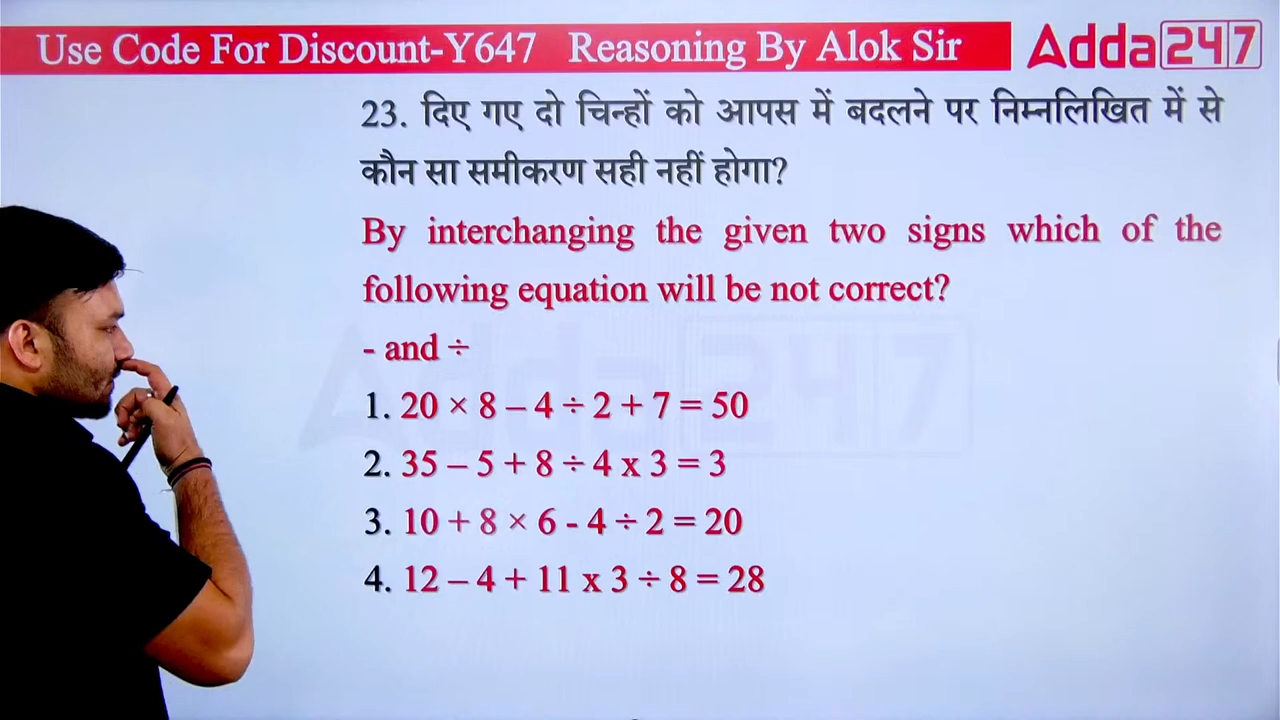 Use Code For Discount-Y647 Reasoning By Alok Sir
Adda247
23. दिए गए दो चिन्हों को आपस में बदलने पर निम्नलिखित में से
कौन सा समीकरण सही नहीं होगा?
By interchanging the given two signs which of the
following equation will be not correct?
- and ÷
1. 20 × 8 – 4 ÷ 2 + 7 = 50
2. 35 – 5 + 8 ÷ 4 x 3 = 3
3. 10 + 8 × 6 - 4 ÷ 2 = 20
4. 12 – 4 + 11 x 3 ÷ 8 = 28